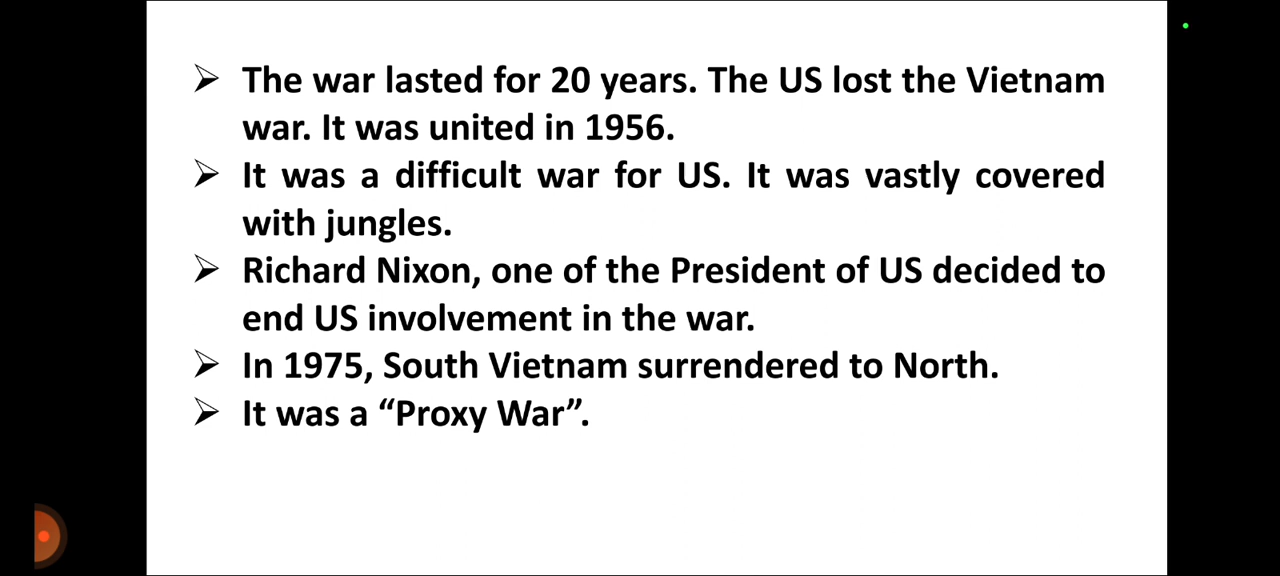 ➢ The war lasted for 20 years. The US lost the Vietnam
war. It was united in 1956.
➢ It was a difficult war for US. It was vastly covered
with jungles.
➢ Richard Nixon, one of the President of US decided to
end US involvement in the war.
➢ In 1975, South Vietnam surrendered to North.
➢ It was a “Proxy War”.